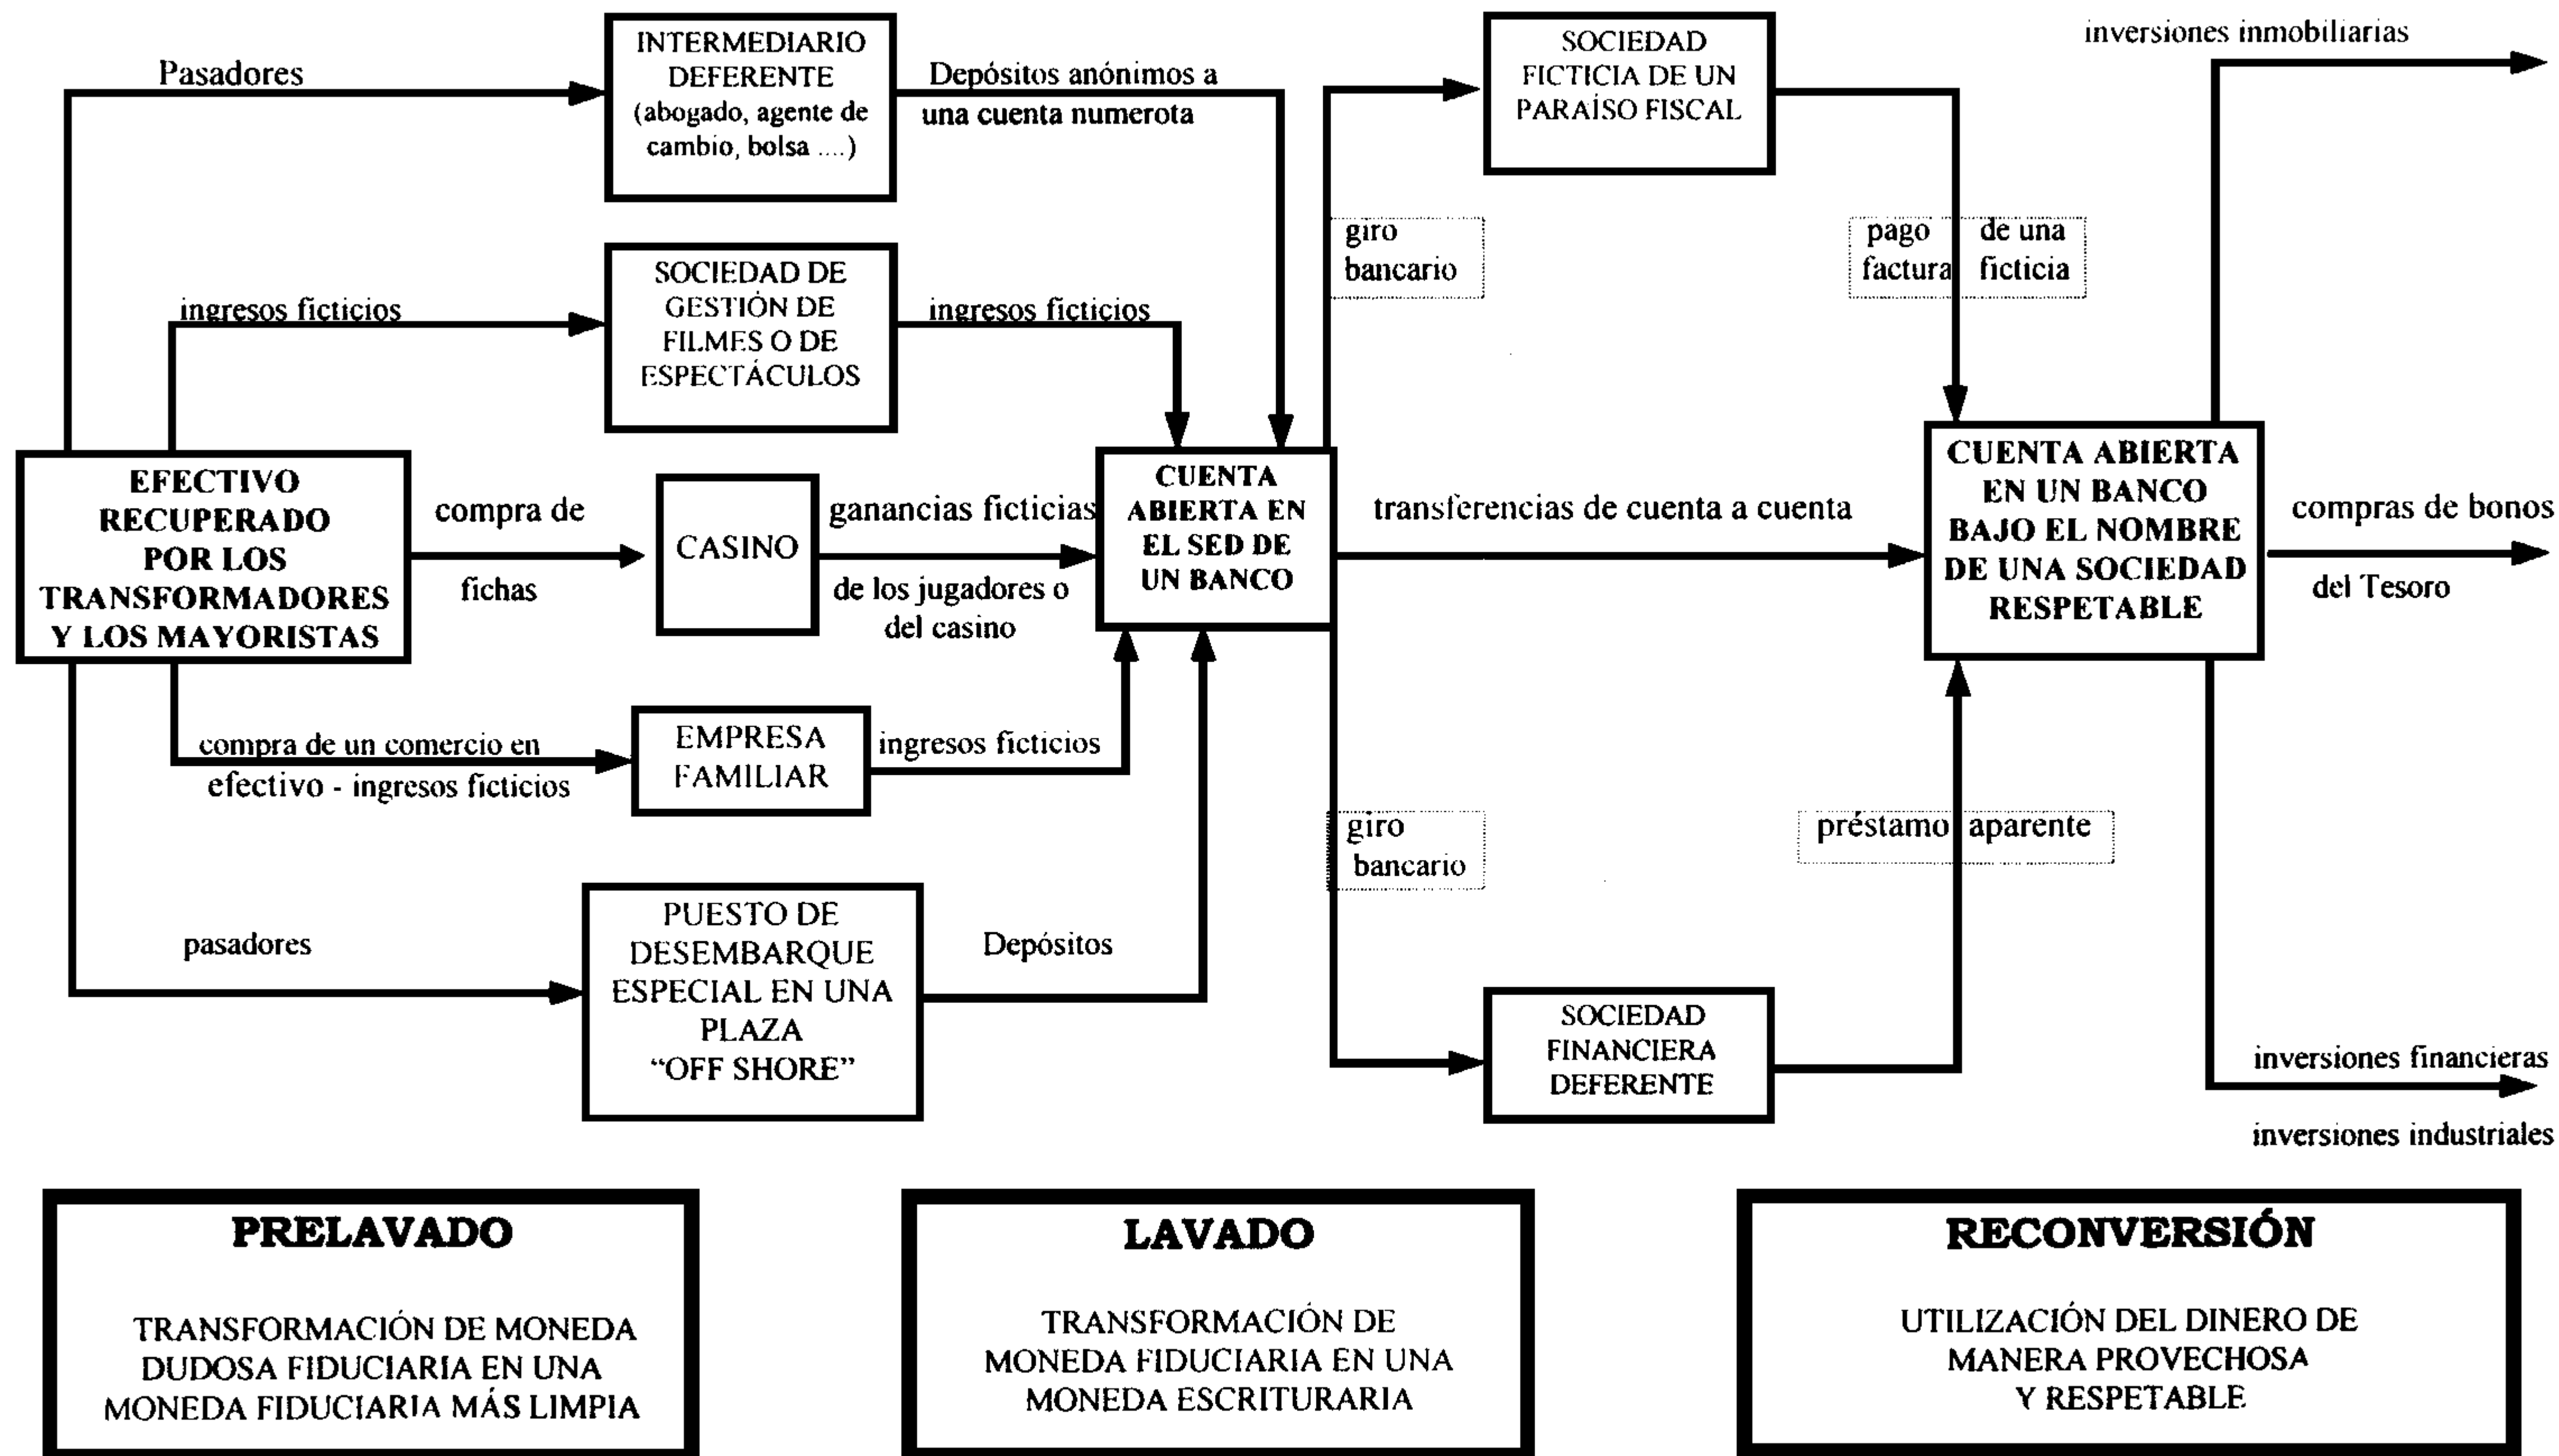 Pasadores
INTERMEDIARIO
DEFERENTE
(abogado, agente de
cambio, bolsa ....)
Depósitos anónimos a
una cuenta numerota
SOCIEDAD
FICTICIA DE UN
PARAÍSO FISCAL
inversiones inmobiliarias
giro
bancario
pago de una
factura ficticia
ingresos ficticios
SOCIEDAD DE
GESTIÓN DE
FILMES O DE
ESPECTÁCULOS
ingresos ficticios
EFECTIVO
RECUPERADO
POR LOS
TRANSFORMADORES
Y LOS MAYORISTAS
compra de
fichas
CASINO
ganancias ficticias
de los jugadores o
del casino
CUENTA
ABIERTA EN
EL SED DE
UN BANCO
transferencias de cuenta a cuenta
CUENTA ABIERTA
EN UN BANCO
BAJO EL NOMBRE
DE UNA SOCIEDAD
RESPETABLE
compras de bonos
del Tesoro
compra de un comercio en
efectivo - ingresos ficticios
EMPRESA
FAMILIAR
ingresos ficticios
giro
bancario
préstamo aparente
pasadores
PUESTO DE
DESEMBARQUE
ESPECIAL EN UNA
PLAZA
“OFF SHORE”
Depósitos
SOCIEDAD
FINANCIERA
DEFERENTE
inversiones financieras
inversiones industriales
PRELAVADO
TRANSFORMACIÓN DE MONEDA
DUDOSA FIDUCIARIA EN UNA
MONEDA FIDUCIARIA MÁS LIMPIA
LAVADO
TRANSFORMACIÓN DE
MONEDA FIDUCIARIA EN UNA
MONEDA ESCRITURARIA
RECONVERSIÓN
UTILIZACIÓN DEL DINERO DE
MANERA PROVECHOSA
Y RESPETABLE